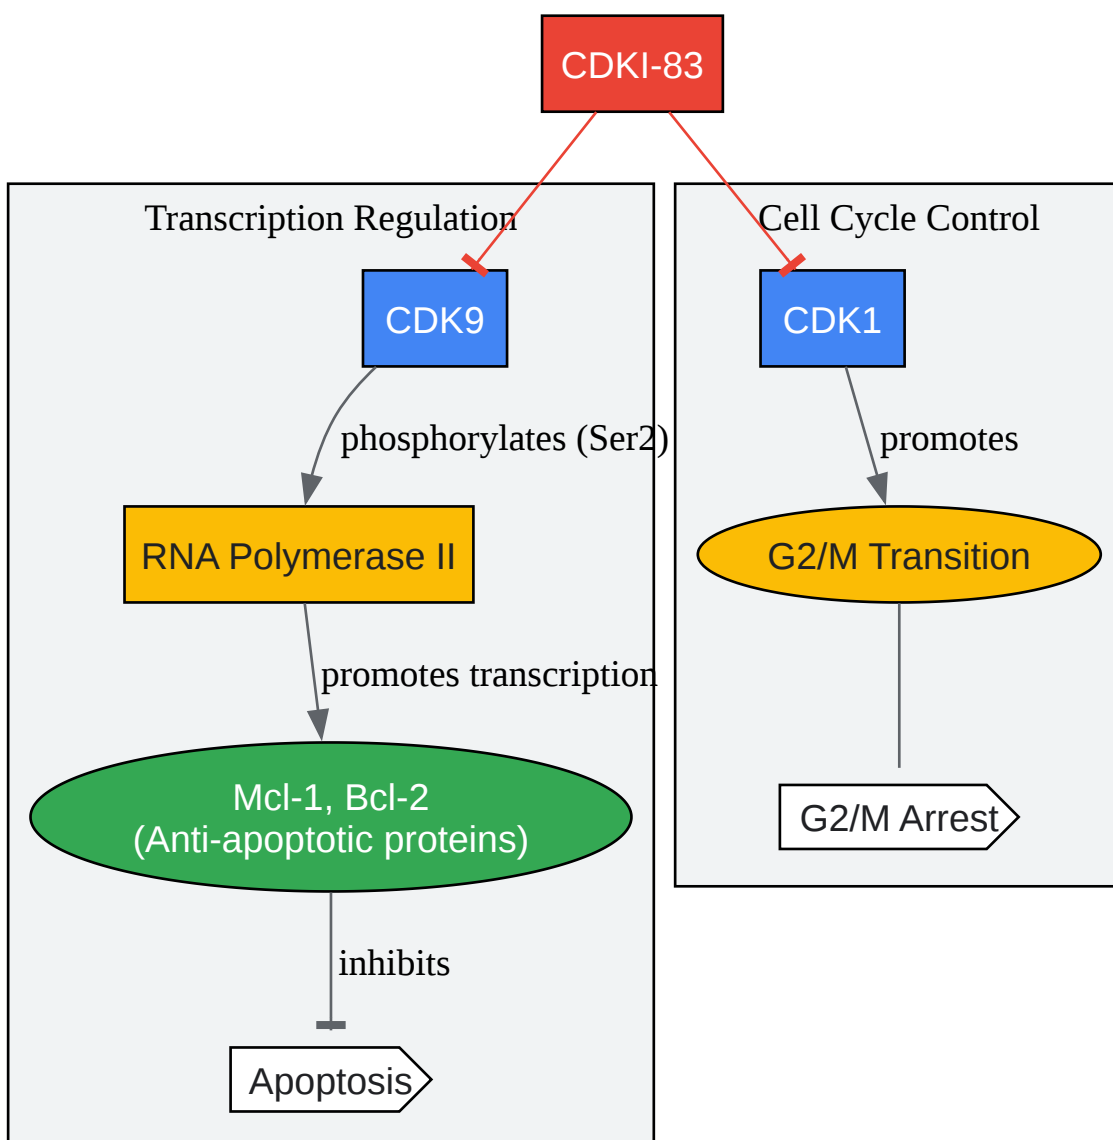 CDKI-83
Transcription Regulation
CDK9
phosphorylates (Ser2)
RNA Polymerase II
promotes transcription
Mcl-1, Bcl-2
(Anti-apoptotic proteins)
inhibits
Apoptosis
Cell Cycle Control
CDK1
promotes
G2/M Transition
G2/M Arrest